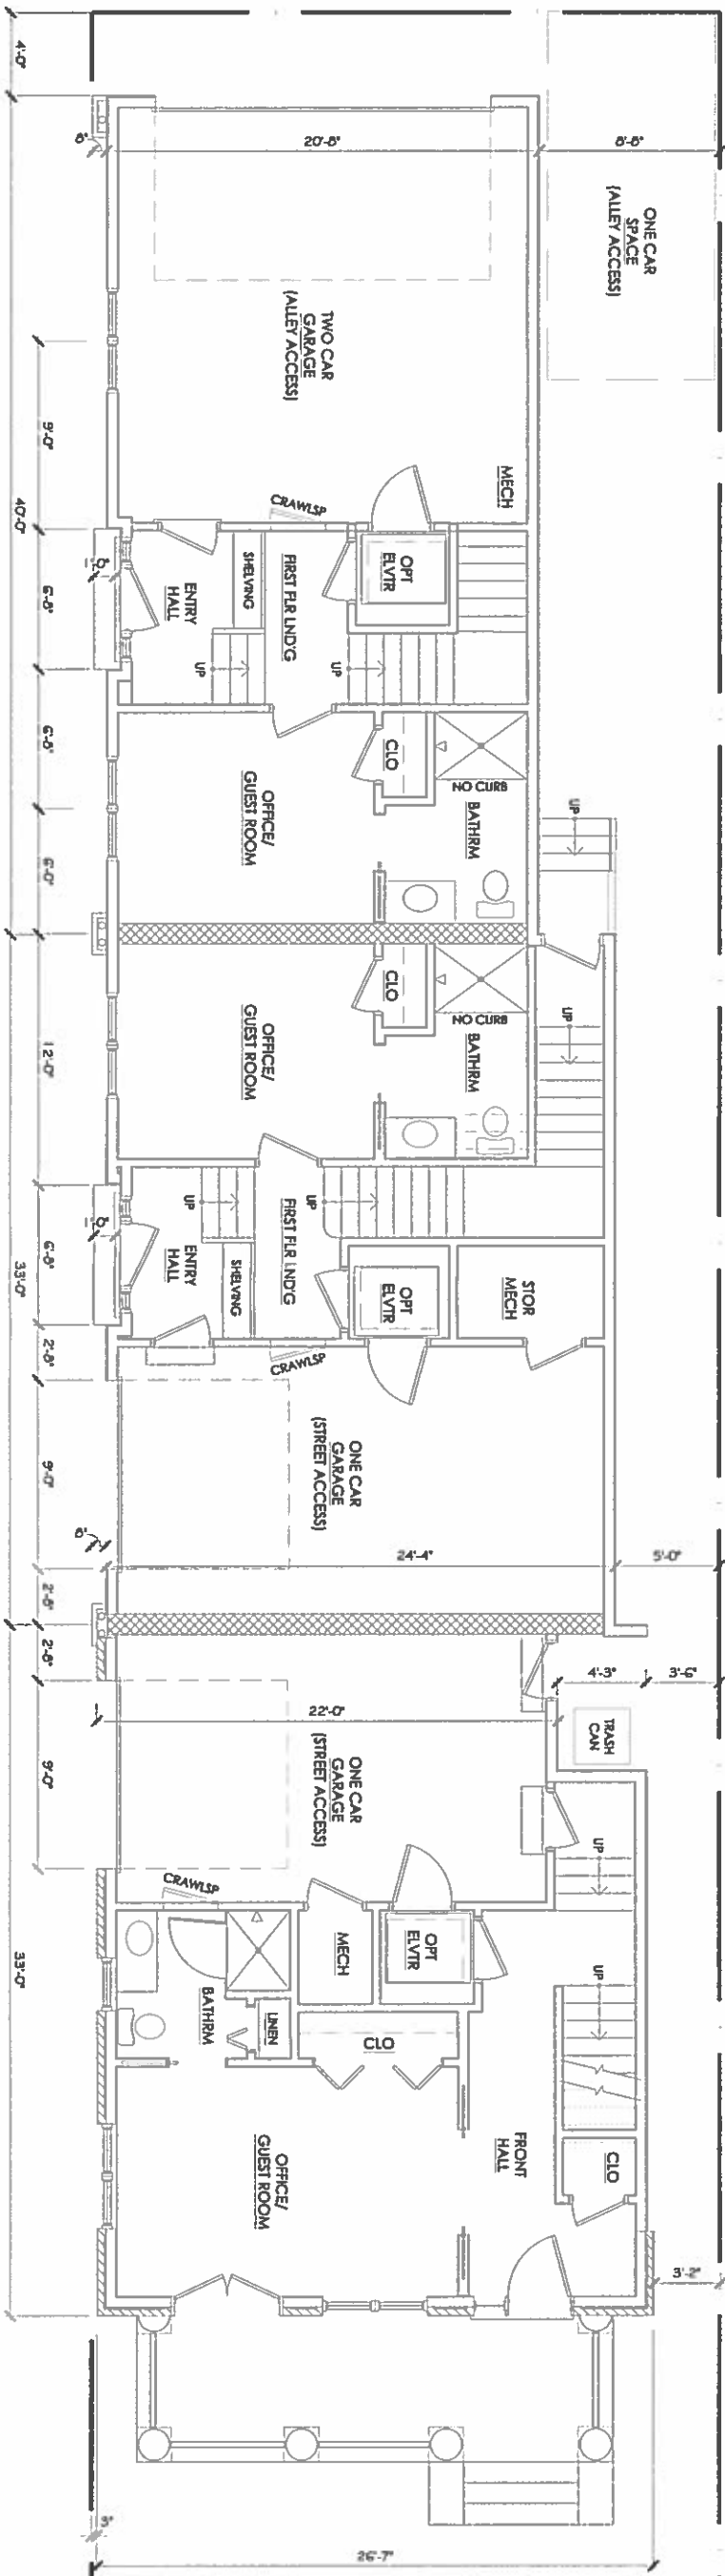 4'-0"
8"
20'-8"
8'-8"
ONE CAR
SPACE
(ALLEY ACCESS)
TWO CAR
GARAGE
(ALLEY ACCESS)
9'-0"
40'-0"
MECH
CRAWLSP
OPT
ELVTR
FIRST FLR LND'G
SHELVING
ENTRY
HALL
6'-8"
UP
UP
6'-8"
CLO
NO CURB
OFFICE/
GUEST ROOM
BATHRM
UP
6'-0"
CLO
NO CURB
OFFICE/
GUEST ROOM
BATHRM
UP
12'-0"
UP
UP
FIRST FLR LND'G
ENTRY
HALL
SHELVING
OPT
ELVTR
STOR
MECH
6'-8"
33'-0"
2'-8"
CRAWLSP
ONE CAR
GARAGE
(STREET ACCESS)
9'-0"
8"
24'-4"
5'-0"
2'-8"
2'-8"
4'-3"
3'-6"
22'-0"
TRASH
CAN
ONE CAR
GARAGE
(STREET ACCESS)
9'-0"
UP
CRAWLSP
MECH
OPT
ELVTR
33'-0"
UP
BATHRM
LINEN
CLO
FRONT
HALL
CLO
OFFICE/
GUEST ROOM
3'-2"
3"
26'-7"